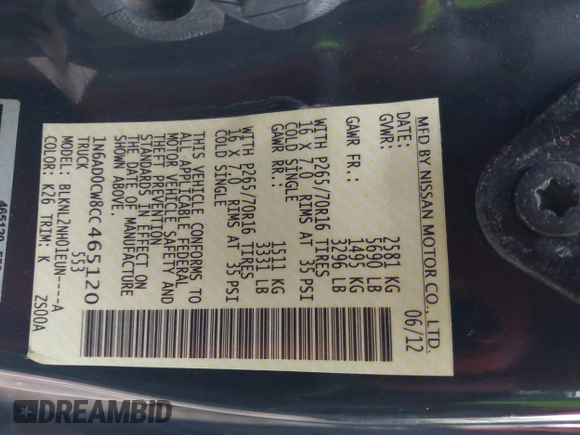 MFD BY NISSAN MOTOR CO., LTD.
DATE: 06/12
GVWR: 2581 KG
5690 LB
GAWR FR.: 1495 KG
3296 LB
WITH P265/70R16 TIRES
16 X 7.0 RIMS AT 35 PSI
COLD SINGLE
GAWR RR.: 1511 KG
3331 LB
WITH P265/70R16 TIRES
16 X 7.0 RIMS AT 35 PSI
COLD SINGLE
THIS VEHICLE CONFORMS TO
ALL APPLICABLE FEDERAL
MOTOR VEHICLE SAFETY AND
THEFT PREVENTION
STANDARDS IN EFFECT ON
THE DATE OF MANUFACTURE
SHOWN ABOVE.
1N6AD0CW8CC465120
TRUCK 553
MODEL: BLKNL2NH01EUN----A
COLOR: K26 TRIM: K ZS00A
DREAMBID